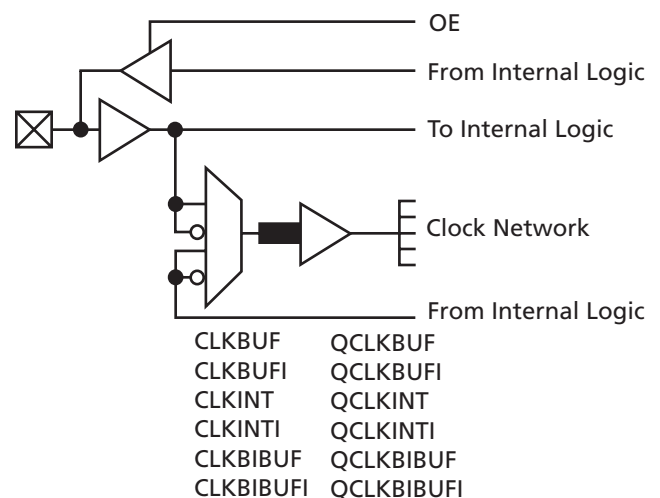 OE
From Internal Logic
To Internal Logic
Clock Network
From Internal Logic
CLKBUF QCLKBUF
CLKBUFI QCLKBUFI
CLKINT QCLKINT
CLKINTI QCLKINTI
CLKBIBUF QCLKBIBUF
CLKBIBUFI QCLKBIBUFI